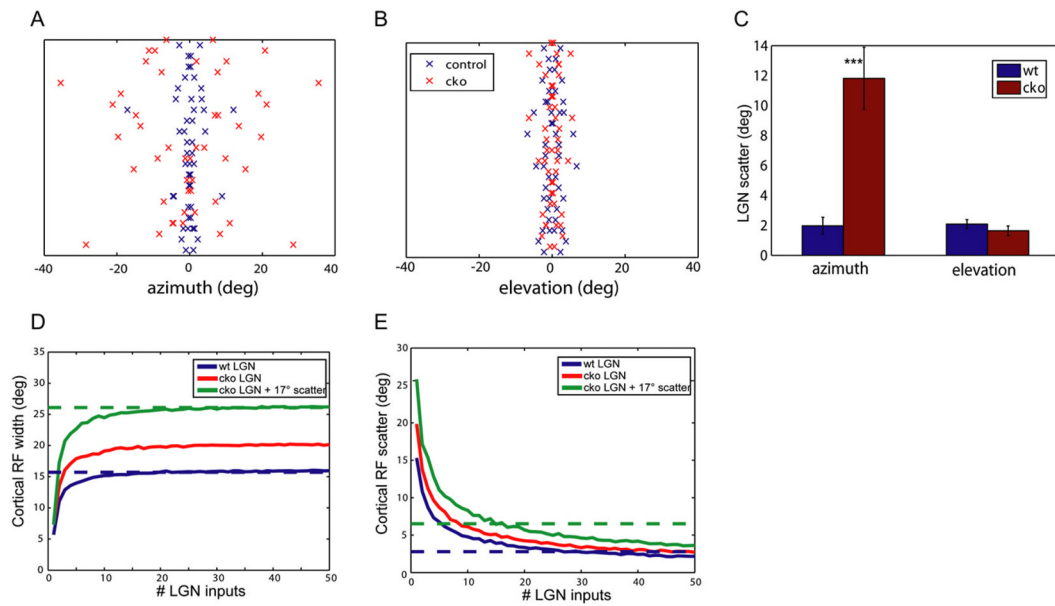 A
-40
-20
0
20
40
azimuth (deg)
B
control
cko
-40
-20
0
20
40
elevation (deg)
C
LGN scatter (deg)
14
12
10
8
6
4
2
0
***
wt
cko
azimuth
elevation
D
Cortical RF width (deg)
35
30
25
20
15
10
5
0
wt LGN
cko LGN
cko LGN + 17° scatter
0
10
20
30
40
50
# LGN inputs
E
Cortical RF scatter (deg)
30
25
20
15
10
5
0
wt LGN
cko LGN
cko LGN + 17° scatter
0
10
20
30
40
50
# LGN inputs